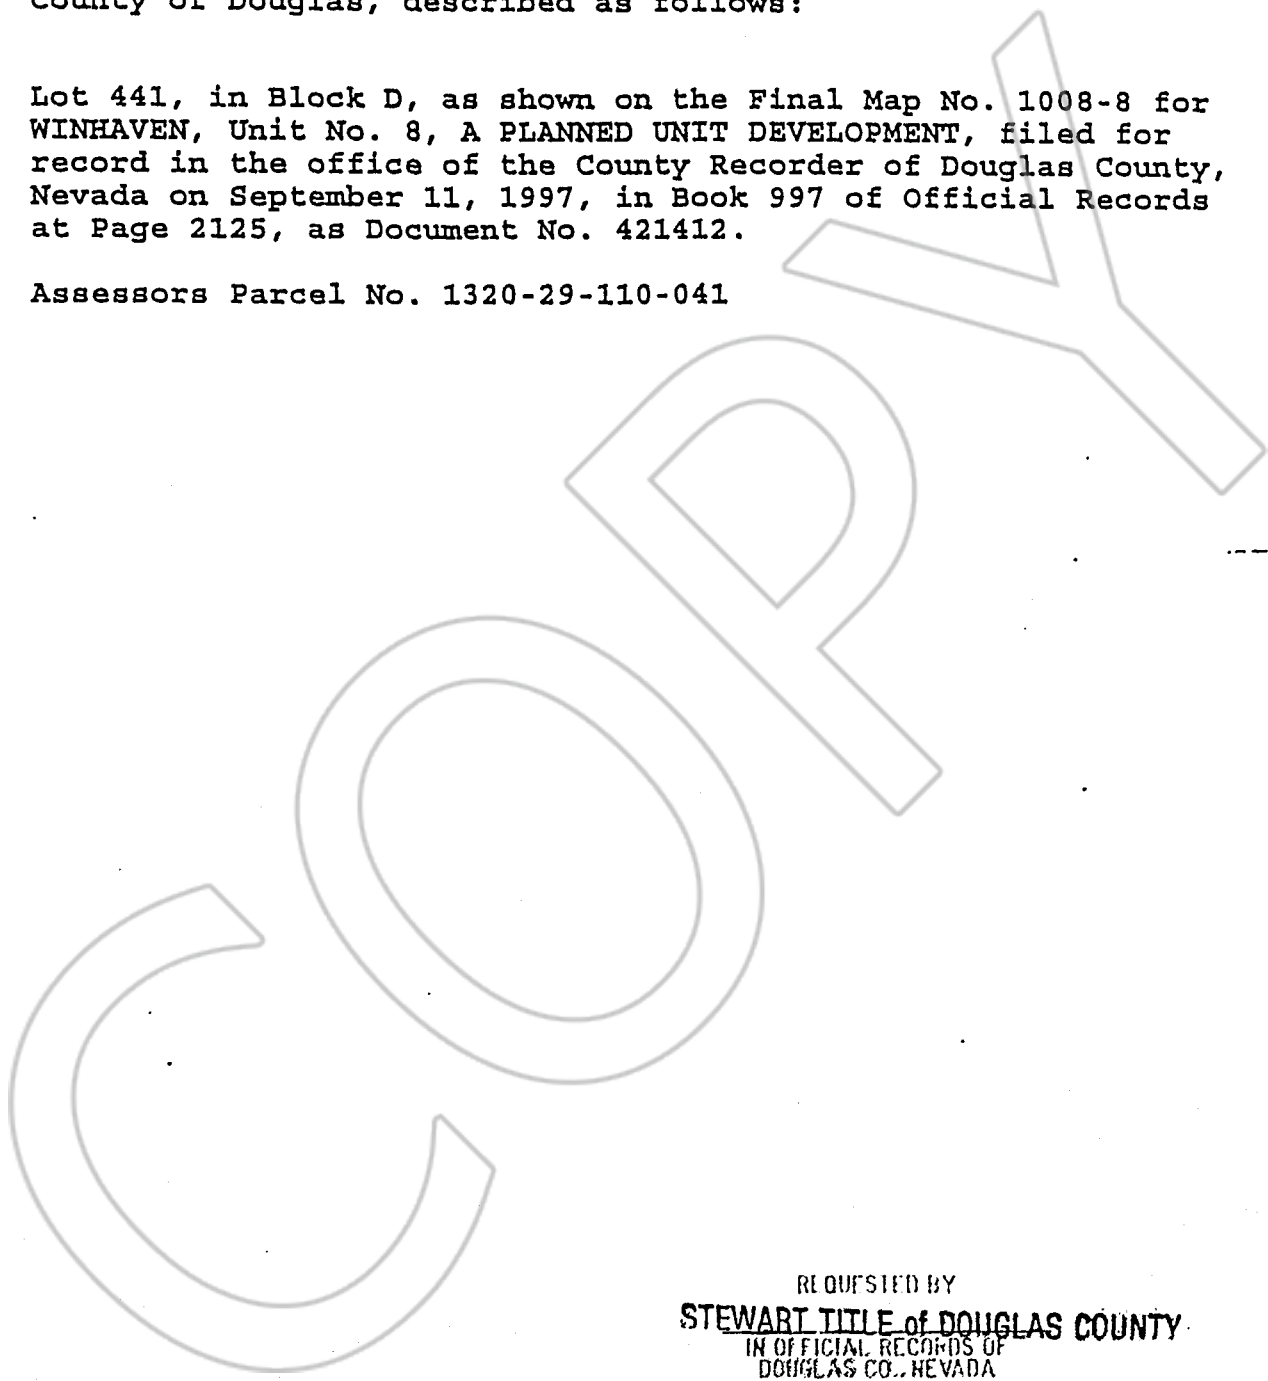 County of Douglas, described as follows:
Lot 441, in Block D, as shown on the Final Map No. 1008-8 for
WINHAVEN, Unit No. 8, A PLANNED UNIT DEVELOPMENT, filed for
record in the office of the County Recorder of Douglas County,
Nevada on September 11, 1997, in Book 997 of Official Records
at Page 2125, as Document No. 421412.
Assessors Parcel No. 1320-29-110-041
COPY
REQUESTED BY
STEWART TITLE of DOUGLAS COUNTY
IN OFFICIAL RECORDS OF
DOUGLAS CO., NEVADA